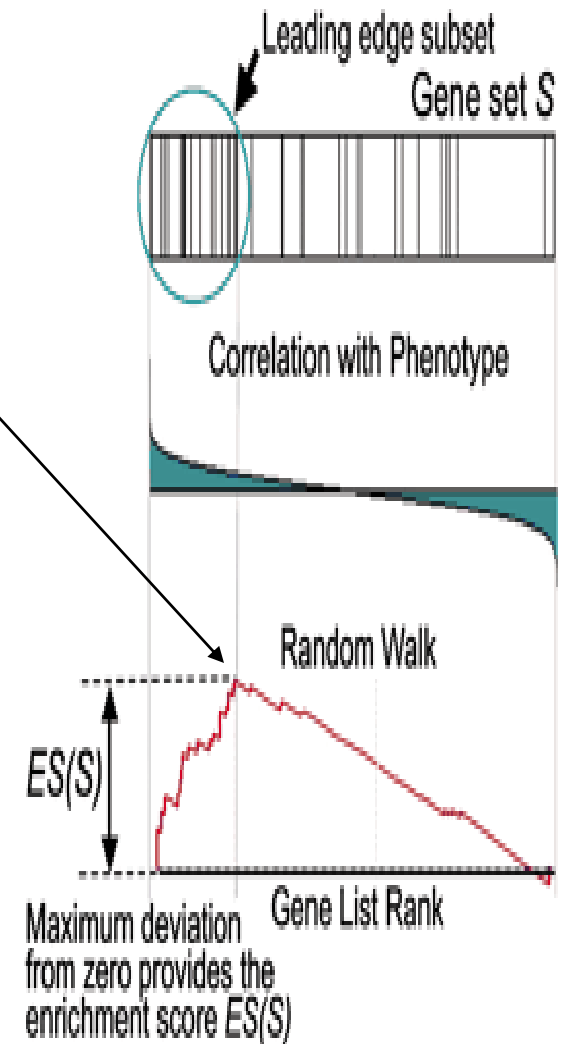 Leading edge subset
Gene set S
Correlation with Phenotype
Random Walk
ES(S)
Gene List Rank
Maximum deviation
from zero provides the
enrichment score ES(S)